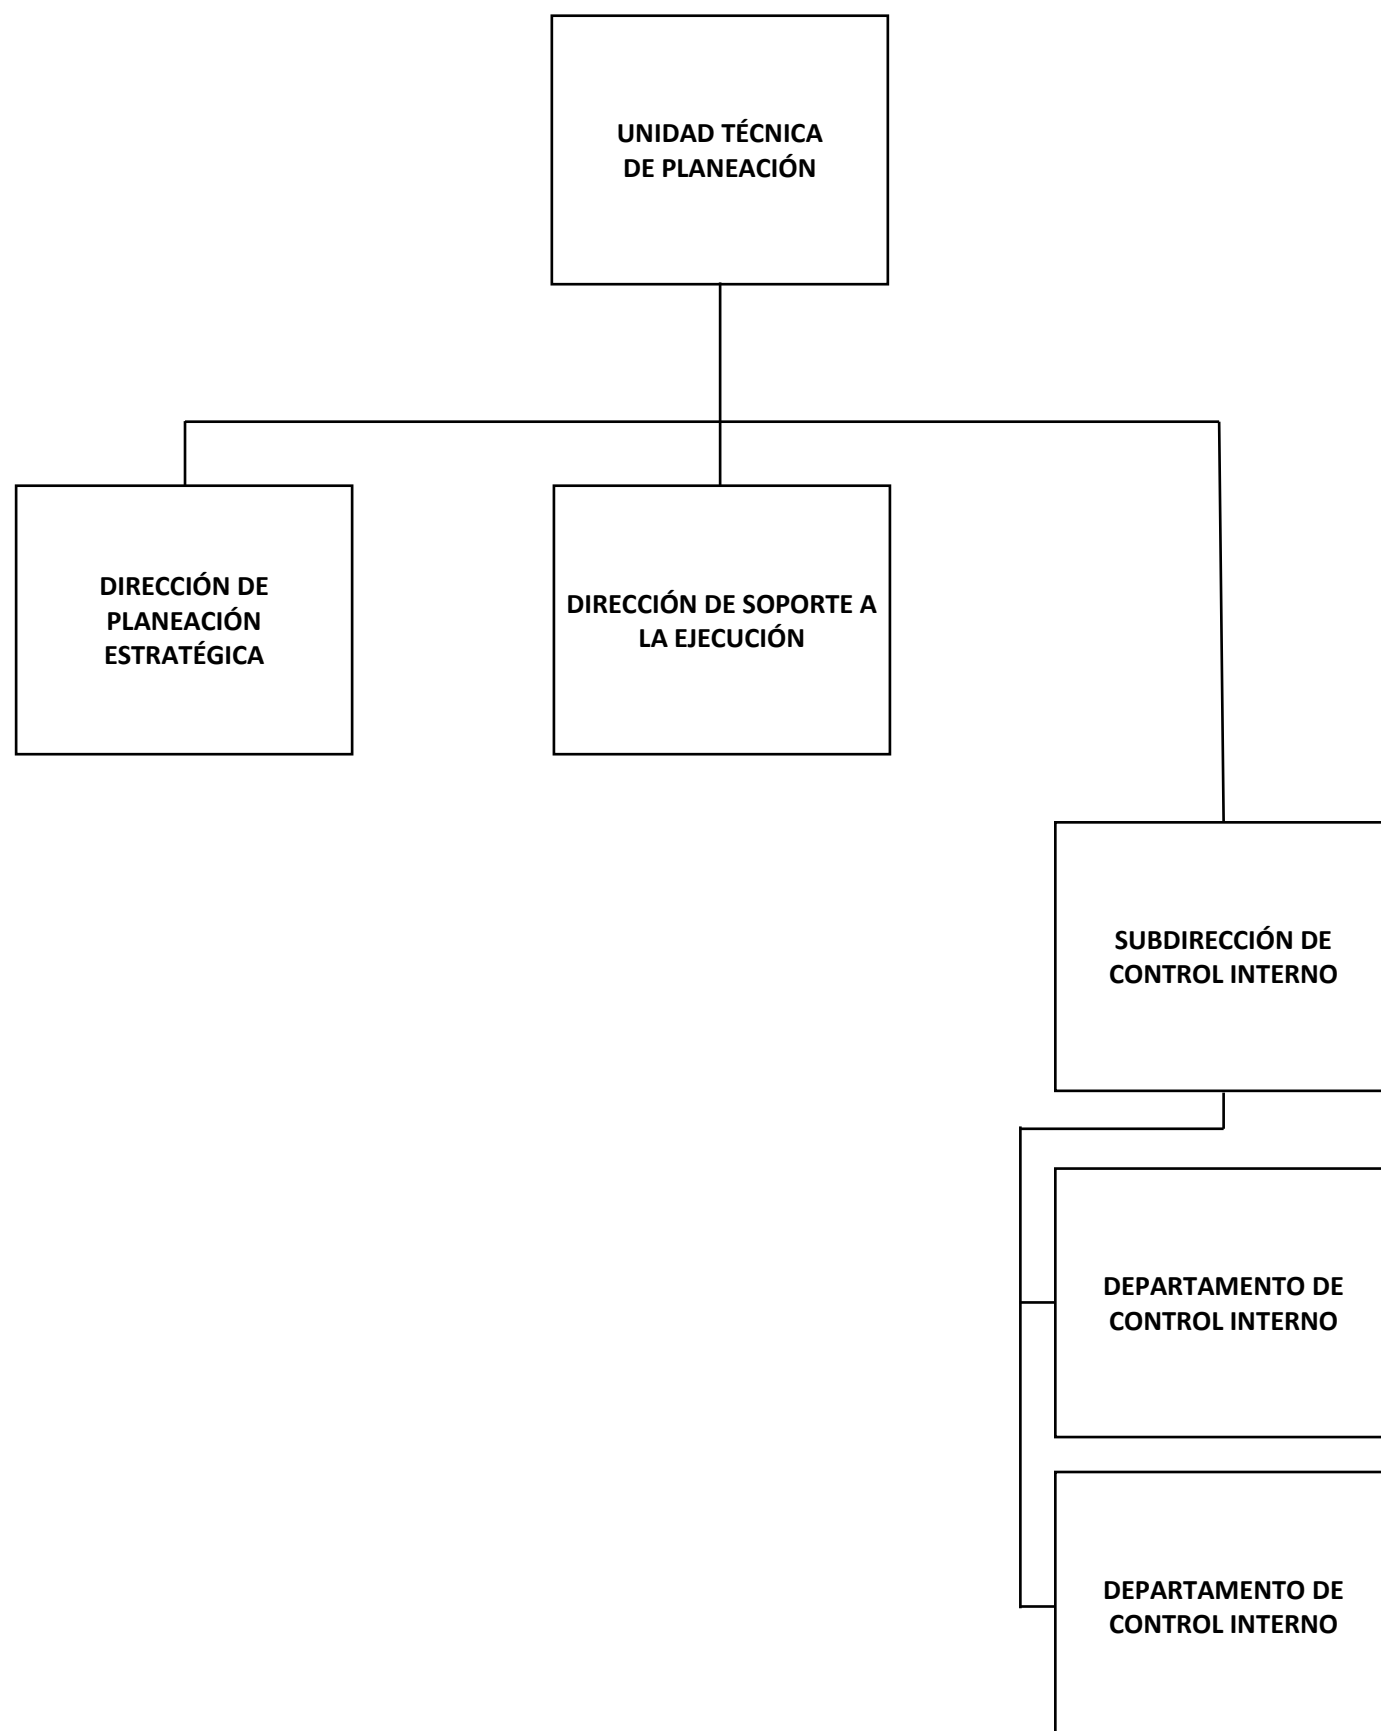 UNIDAD TÉCNICA
DE PLANEACIÓN
DIRECCIÓN DE
PLANEACIÓN
ESTRATÉGICA
DIRECCIÓN DE SOPORTE A
LA EJECUCIÓN
SUBDIRECCIÓN DE
CONTROL INTERNO
DEPARTAMENTO DE
CONTROL INTERNO
DEPARTAMENTO DE
CONTROL INTERNO